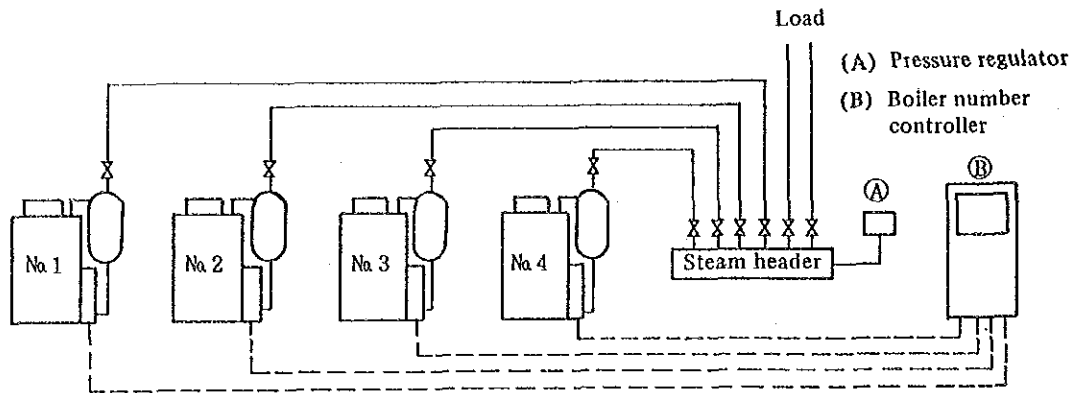 Load
(A) Pressure regulator
(B) Boiler number
controller
Ⓑ
Ⓐ
No.1
No.2
No.3
No.4
Steam header